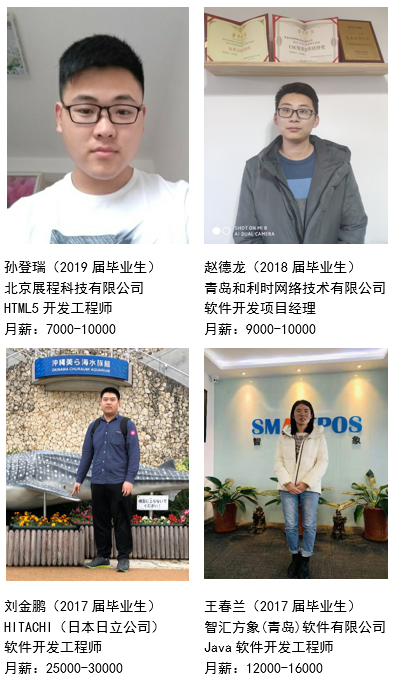 SHOT ON MI 8
AI DUAL CAMERA
孙登瑞（2019 届毕业生）
北京展程科技有限公司
HTML5 开发工程师
月薪：7000-10000
赵德龙（2018 届毕业生）
青岛和利时网络技术有限公司
软件开发项目经理
月薪：9000-10000
沖縄美ら海水族館
OKINAWA CHURAUMI AQUARIUM
SMARTPOS
智 象
刘金鹏（2017 届毕业生）
HITACHI（日本日立公司）
软件开发工程师
月薪：25000-30000
王春兰（2017 届毕业生）
智汇方象(青岛)软件有限公司
Java 软件开发工程师
月薪：12000-16000